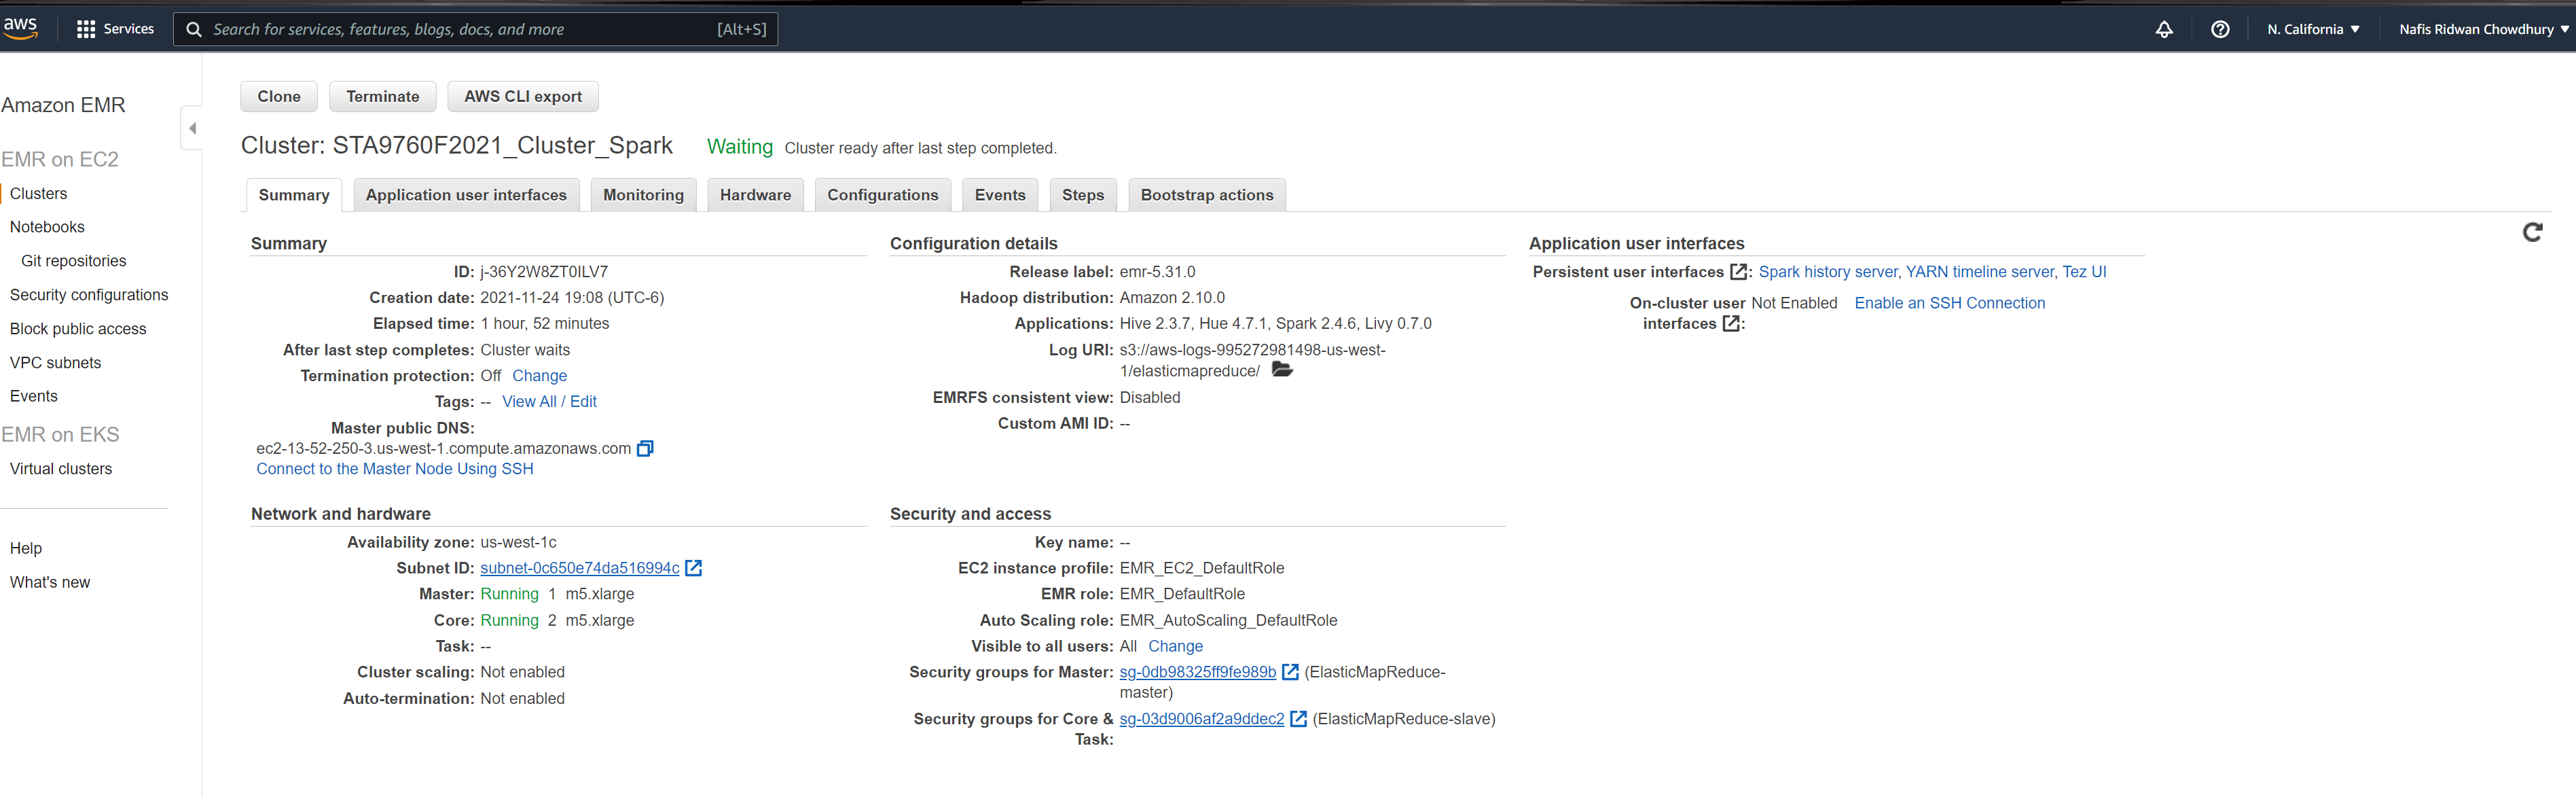 aws
Services
Search for services, features, blogs, docs, and more
[Alt+S]
N. California ▼
Nafis Ridwan Chowdhury ▼
Amazon EMR
EMR on EC2
Clusters
Notebooks
Git repositories
Security configurations
Block public access
VPC subnets
Events
EMR on EKS
Virtual clusters
Help
What's new
Clone
Terminate
AWS CLI export
Cluster: STA9760F2021_Cluster_Spark Waiting Cluster ready after last step completed.
Summary
Application user interfaces
Monitoring
Hardware
Configurations
Events
Steps
Bootstrap actions
Summary
ID: j-36Y2W8ZT0ILV7
Creation date: 2021-11-24 19:08 (UTC-6)
Elapsed time: 1 hour, 52 minutes
After last step completes: Cluster waits
Termination protection: Off Change
Tags: -- View All / Edit
Master public DNS:
ec2-13-52-250-3.us-west-1.compute.amazonaws.com
Connect to the Master Node Using SSH
Configuration details
Release label: emr-5.31.0
Hadoop distribution: Amazon 2.10.0
Applications: Hive 2.3.7, Hue 4.7.1, Spark 2.4.6, Livy 0.7.0
Log URI: s3://aws-logs-995272981498-us-west-
1/elasticmapreduce/
EMRFS consistent view: Disabled
Custom AMI ID: --
Application user interfaces
Persistent user interfaces : Spark history server, YARN timeline server, Tez UI
On-cluster user Not Enabled Enable an SSH Connection
interfaces :
Network and hardware
Availability zone: us-west-1c
Subnet ID: subnet-0c650e74da516994c
Master: Running 1 m5.xlarge
Core: Running 2 m5.xlarge
Task: --
Cluster scaling: Not enabled
Auto-termination: Not enabled
Security and access
Key name: --
EC2 instance profile: EMR_EC2_DefaultRole
EMR role: EMR_DefaultRole
Auto Scaling role: EMR_AutoScaling_DefaultRole
Visible to all users: All Change
Security groups for Master: sg-0db98325ff9fe989b (ElasticMapReduce-
master)
Security groups for Core & sg-03d9006af2a9ddec2 (ElasticMapReduce-slave)
Task: